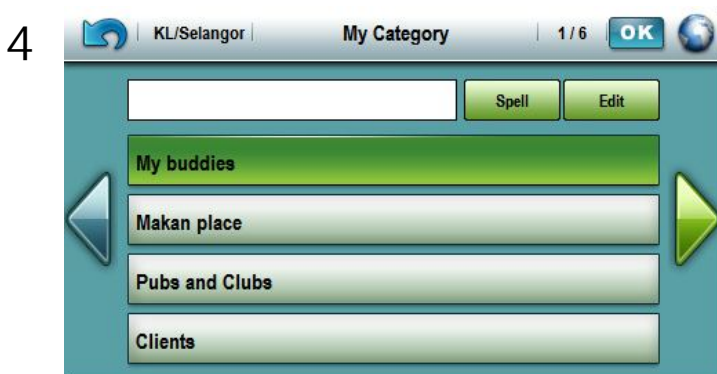 4
KL/Selangor My Category 1/6 OK
Spell Edit
My buddies
Makan place
Pubs and Clubs
Clients